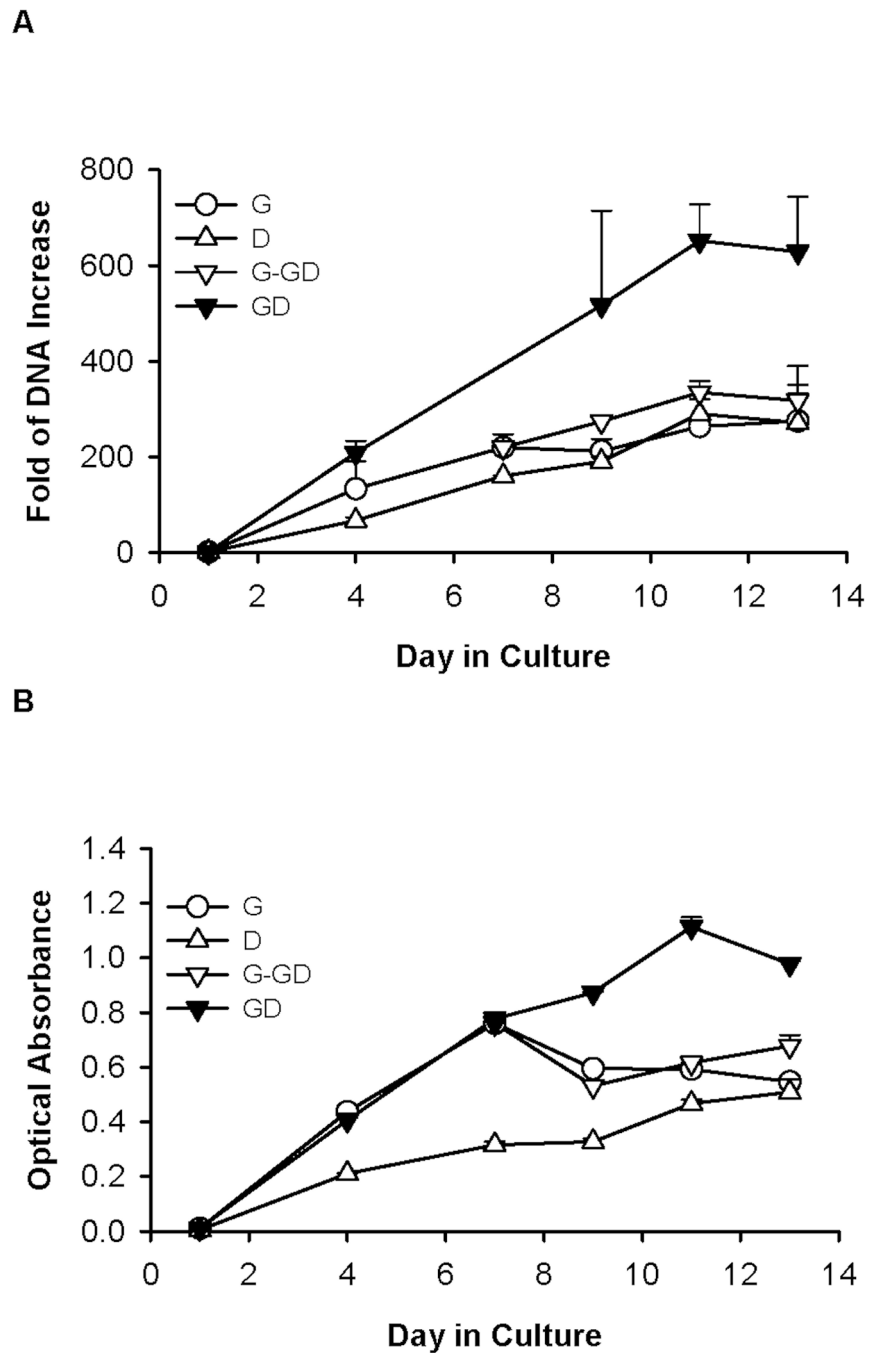 A
Fold of DNA Increase
800
600
400
200
0
G
D
G-GD
GD
0 2 4 6 8 10 12 14
Day in Culture
B
Optical Absorbance
1.4
1.2
1.0
0.8
0.6
0.4
0.2
0.0
G
D
G-GD
GD
0 2 4 6 8 10 12 14
Day in Culture